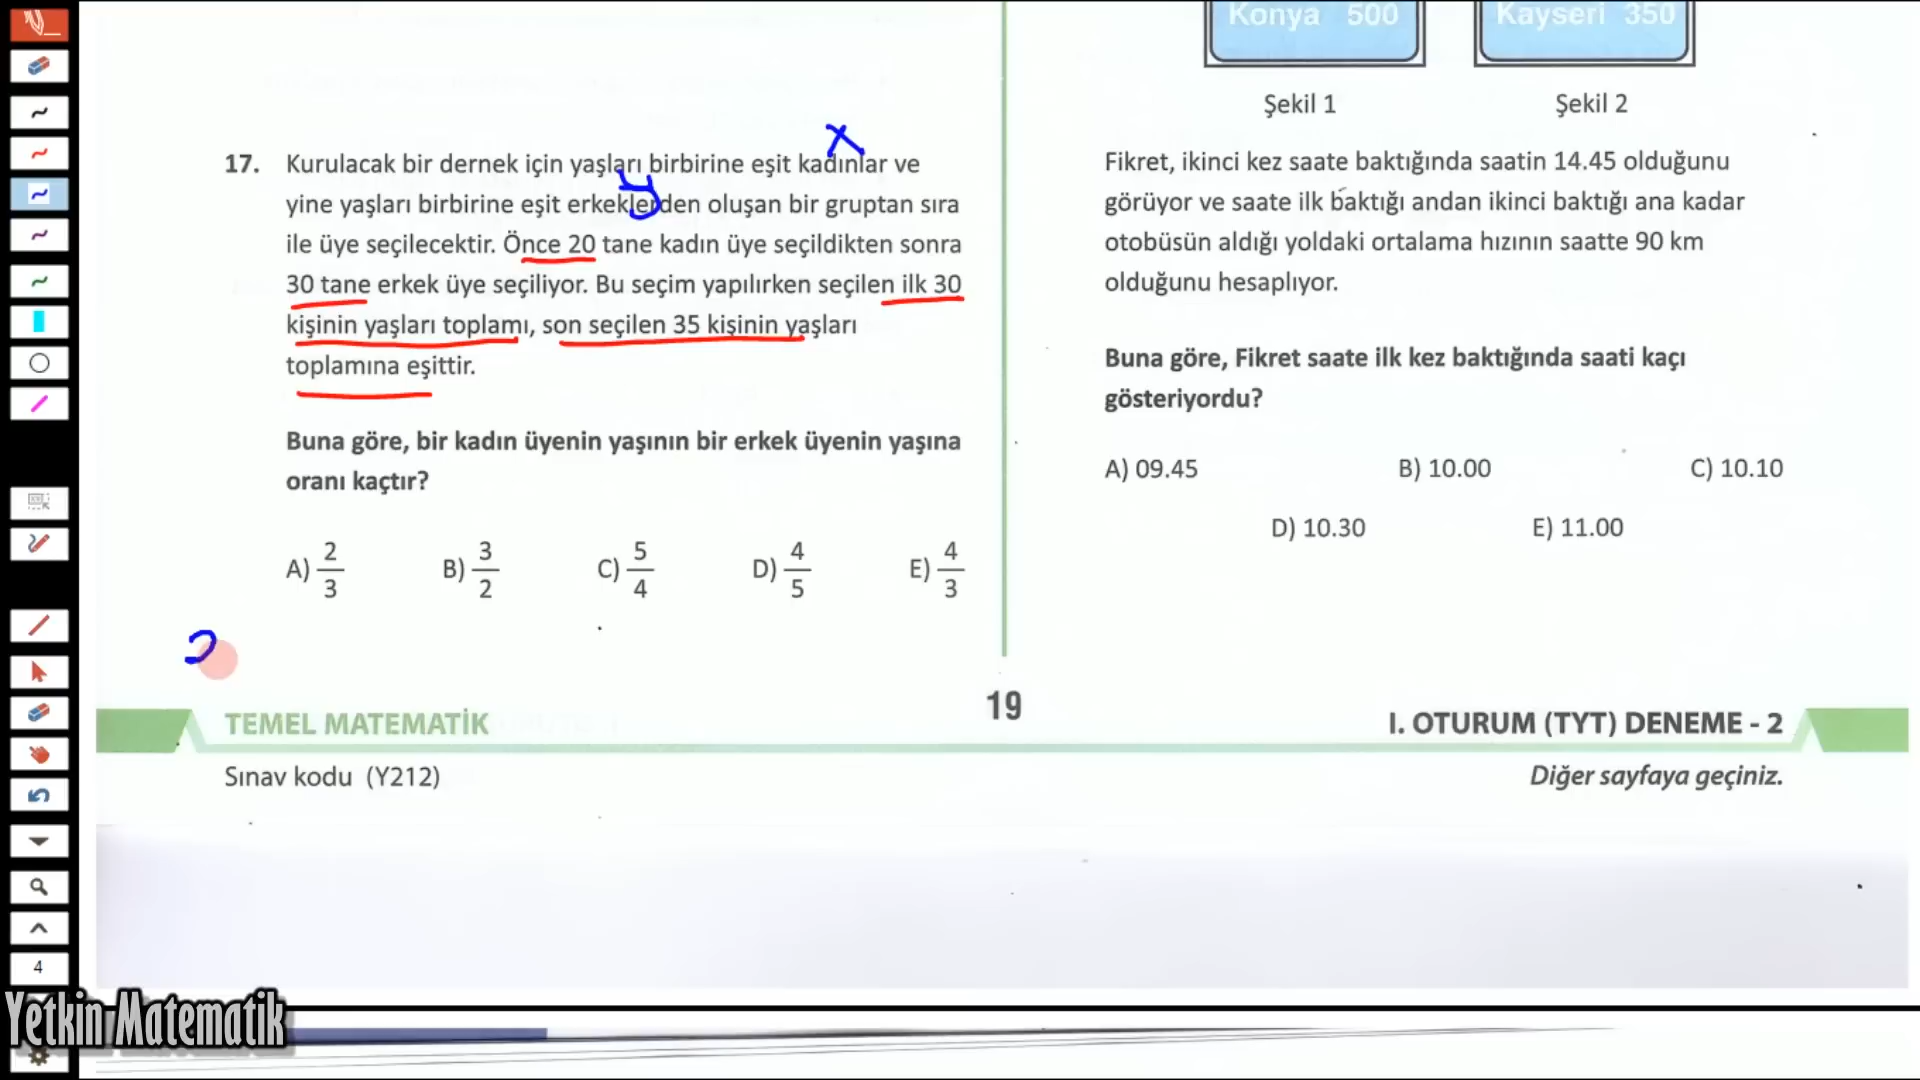 Konya 500
Kayseri 350
Şekil 1
Şekil 2
x
17. Kurulacak bir dernek için yaşları birbirine eşit kadınlar ve
y
yine yaşları birbirine eşit erkeklerden oluşan bir gruptan sıra
ile üye seçilecektir. Önce 20 tane kadın üye seçildikten sonra
30 tane erkek üye seçiliyor. Bu seçim yapılırken seçilen ilk 30
kişinin yaşları toplamı, son seçilen 35 kişinin yaşları
toplamına eşittir.
Buna göre, bir kadın üyenin yaşının bir erkek üyenin yaşına
oranı kaçtır?
A) 2/3 B) 3/2 C) 5/4 D) 4/5 E) 4/3
Fikret, ikinci kez saate baktığında saatin 14.45 olduğunu
görüyor ve saate ilk baktığı andan ikinci baktığı ana kadar
otobüsün aldığı yoldaki ortalama hızının saatte 90 km
olduğunu hesaplıyor.
Buna göre, Fikret saate ilk kez baktığında saati kaçı
gösteriyordu?
A) 09.45 B) 10.00 C) 10.10
D) 10.30 E) 11.00
19
TEMEL MATEMATİK
I. OTURUM (TYT) DENEME - 2
Sınav kodu (Y212)
Diğer sayfaya geçiniz.
4
Yetkin Matematik